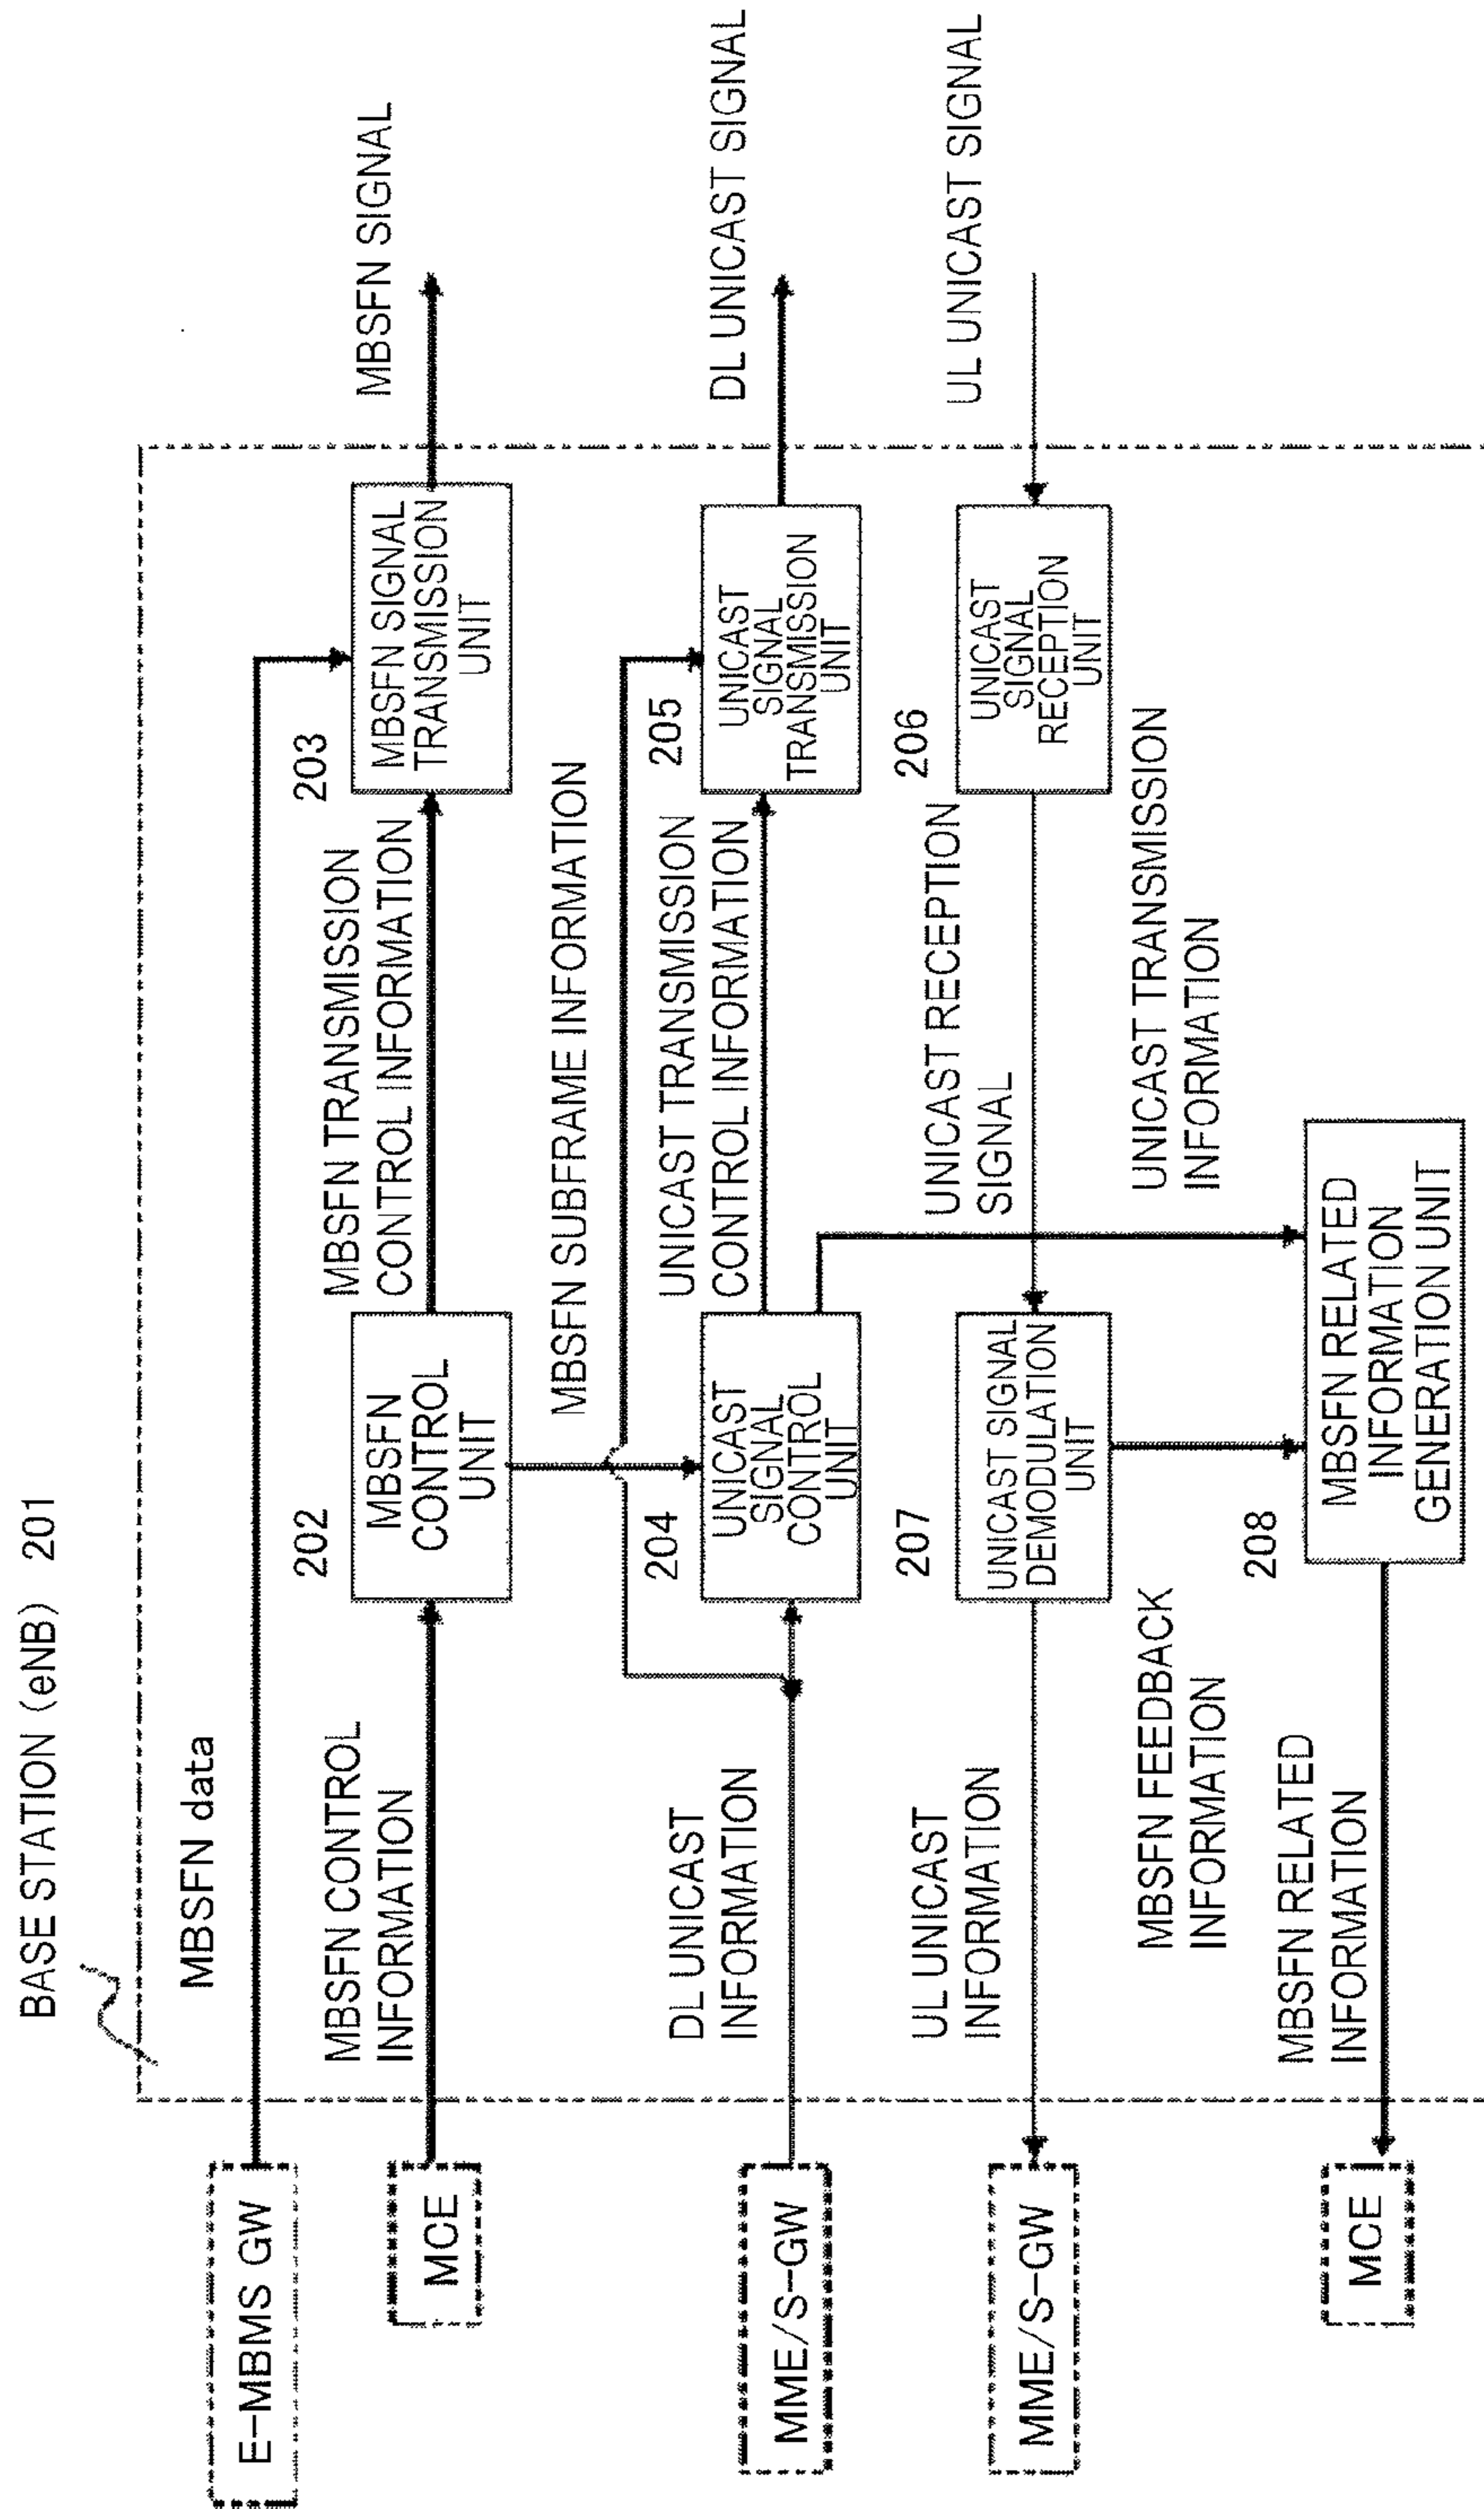 BASE STATION (eNB) 201
E-MBMS GW
MBSFN data
MCE
MBSFN CONTROL
INFORMATION
202
MBSFN
CONTROL
UNIT
MBSFN TRANSMISSION
CONTROL INFORMATION
203
MBSFN SIGNAL
TRANSMISSION
UNIT
MBSFN SIGNAL
MBSFN SUBFRAME INFORMATION
MME/S-GW
DL UNICAST
INFORMATION
204
UNICAST
SIGNAL
CONTROL
UNIT
UNICAST TRANSMISSION
CONTROL INFORMATION
205
UNICAST
SIGNAL
TRANSMISSION
UNIT
DL UNICAST SIGNAL
MME/S-GW
UL UNICAST
INFORMATION
207
UNICAST SIGNAL
DEMODULATION
UNIT
UNICAST RECEPTION
SIGNAL
206
UNICAST
SIGNAL
RECEPTION
UNIT
UL UNICAST SIGNAL
MBSFN FEEDBACK
INFORMATION
UNICAST TRANSMISSION
INFORMATION
MCE
MBSFN RELATED
INFORMATION
208
MBSFN RELATED
INFORMATION
GENERATION UNIT